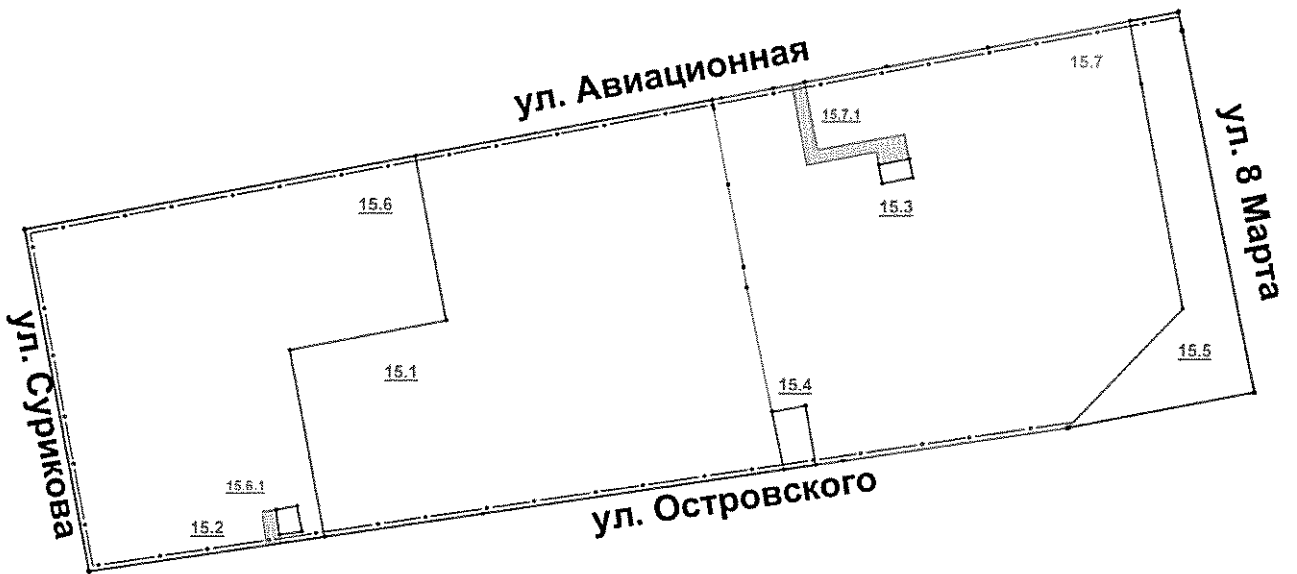 ул. Авиационная
15.7
15.7.1
ул. 8 Марта
15.6
15.3
15.5
ул. Сурикова
15.1
15.4
15.6.1
15.2
ул. Островского